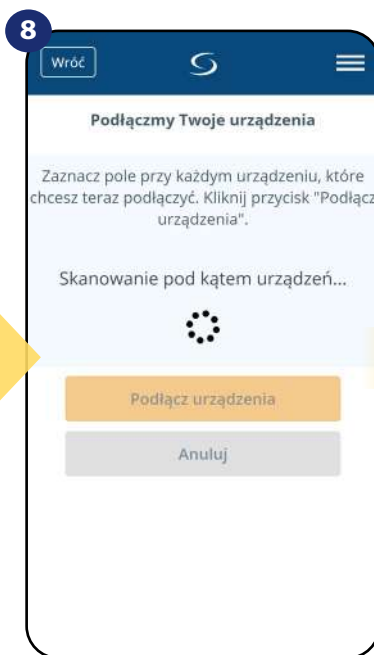 8
Wróć
Podłączmy Twoje urządzenia
Zaznacz pole przy każdym urządzeniu, które
chcesz teraz podłączyć. Kliknij przycisk "Podłącz
urządzenia".
Skanowanie pod kątem urządzeń...
Podłącz urządzenia
Anuluj